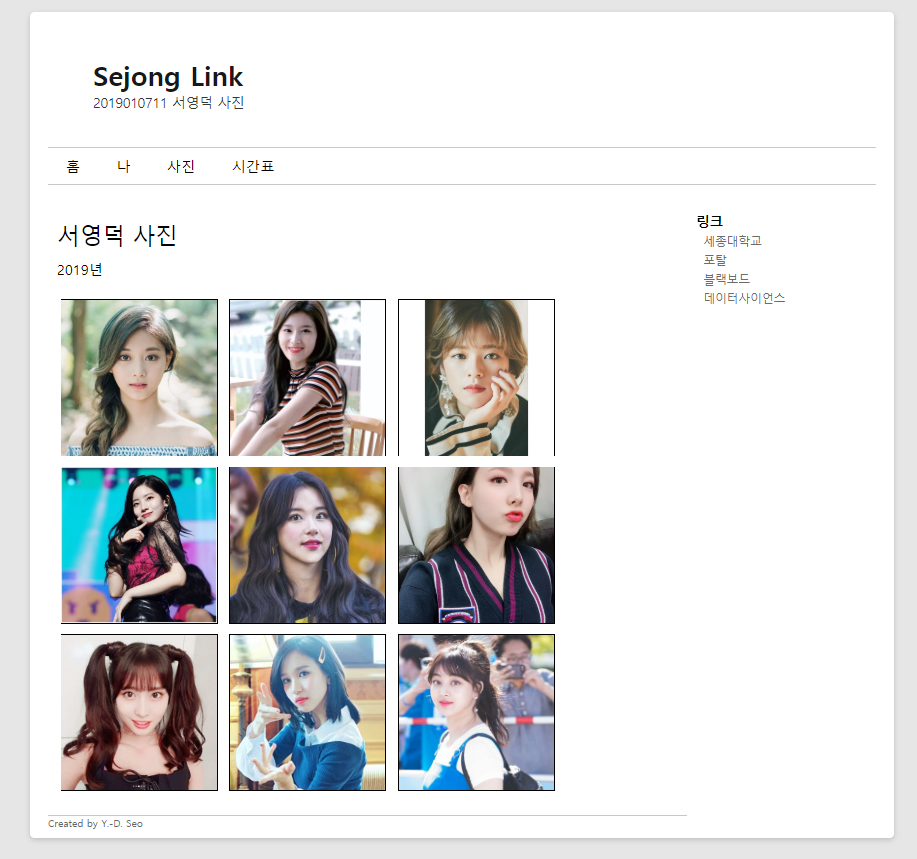 Sejong Link
2019010711 서영덕 사진
홈 나 사진 시간표
서영덕 사진
2019년
링크
세종대학교
포탈
블랙보드
데이터사이언스
Created by Y.-D. Seo